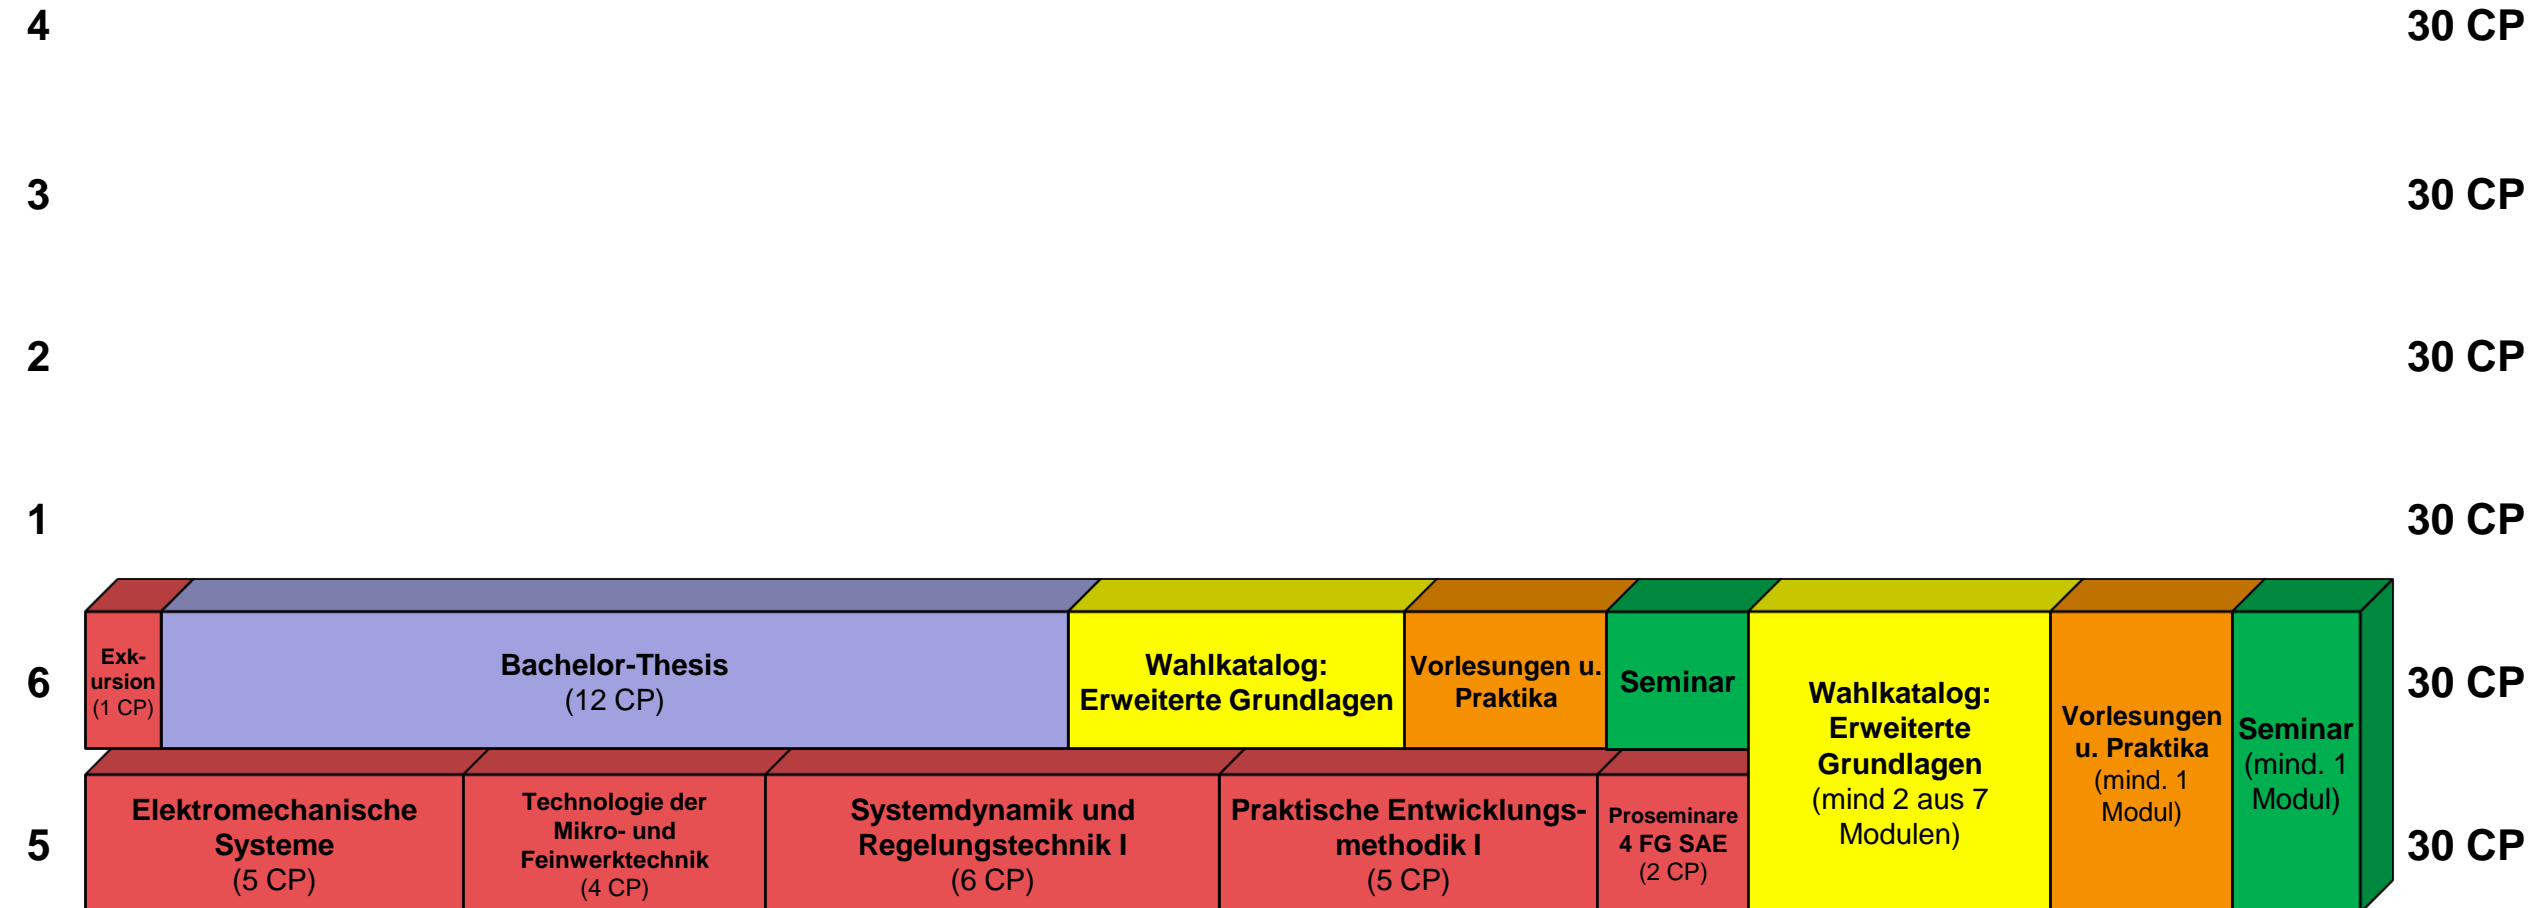 4
30 CP
3
30 CP
2
30 CP
1
30 CP
6
Exk-
ursion
(1 CP)
Bachelor-Thesis
(12 CP)
Wahlkatalog:
Erweiterte Grundlagen
Vorlesungen u.
Praktika
Seminar
30 CP
Wahlkatalog:
Erweiterte
Grundlagen
(mind 2 aus 7
Modulen)
Vorlesungen
u. Praktika
(mind. 1
Modul)
Seminar
(mind. 1
Modul)
5
Elektromechanische
Systeme
(5 CP)
Technologie der
Mikro- und
Feinwerktechnik
(4 CP)
Systemdynamik und
Regelungstechnik I
(6 CP)
Praktische Entwicklungs-
methodik I
(5 CP)
Proseminare
4 FG SAE
(2 CP)
30 CP